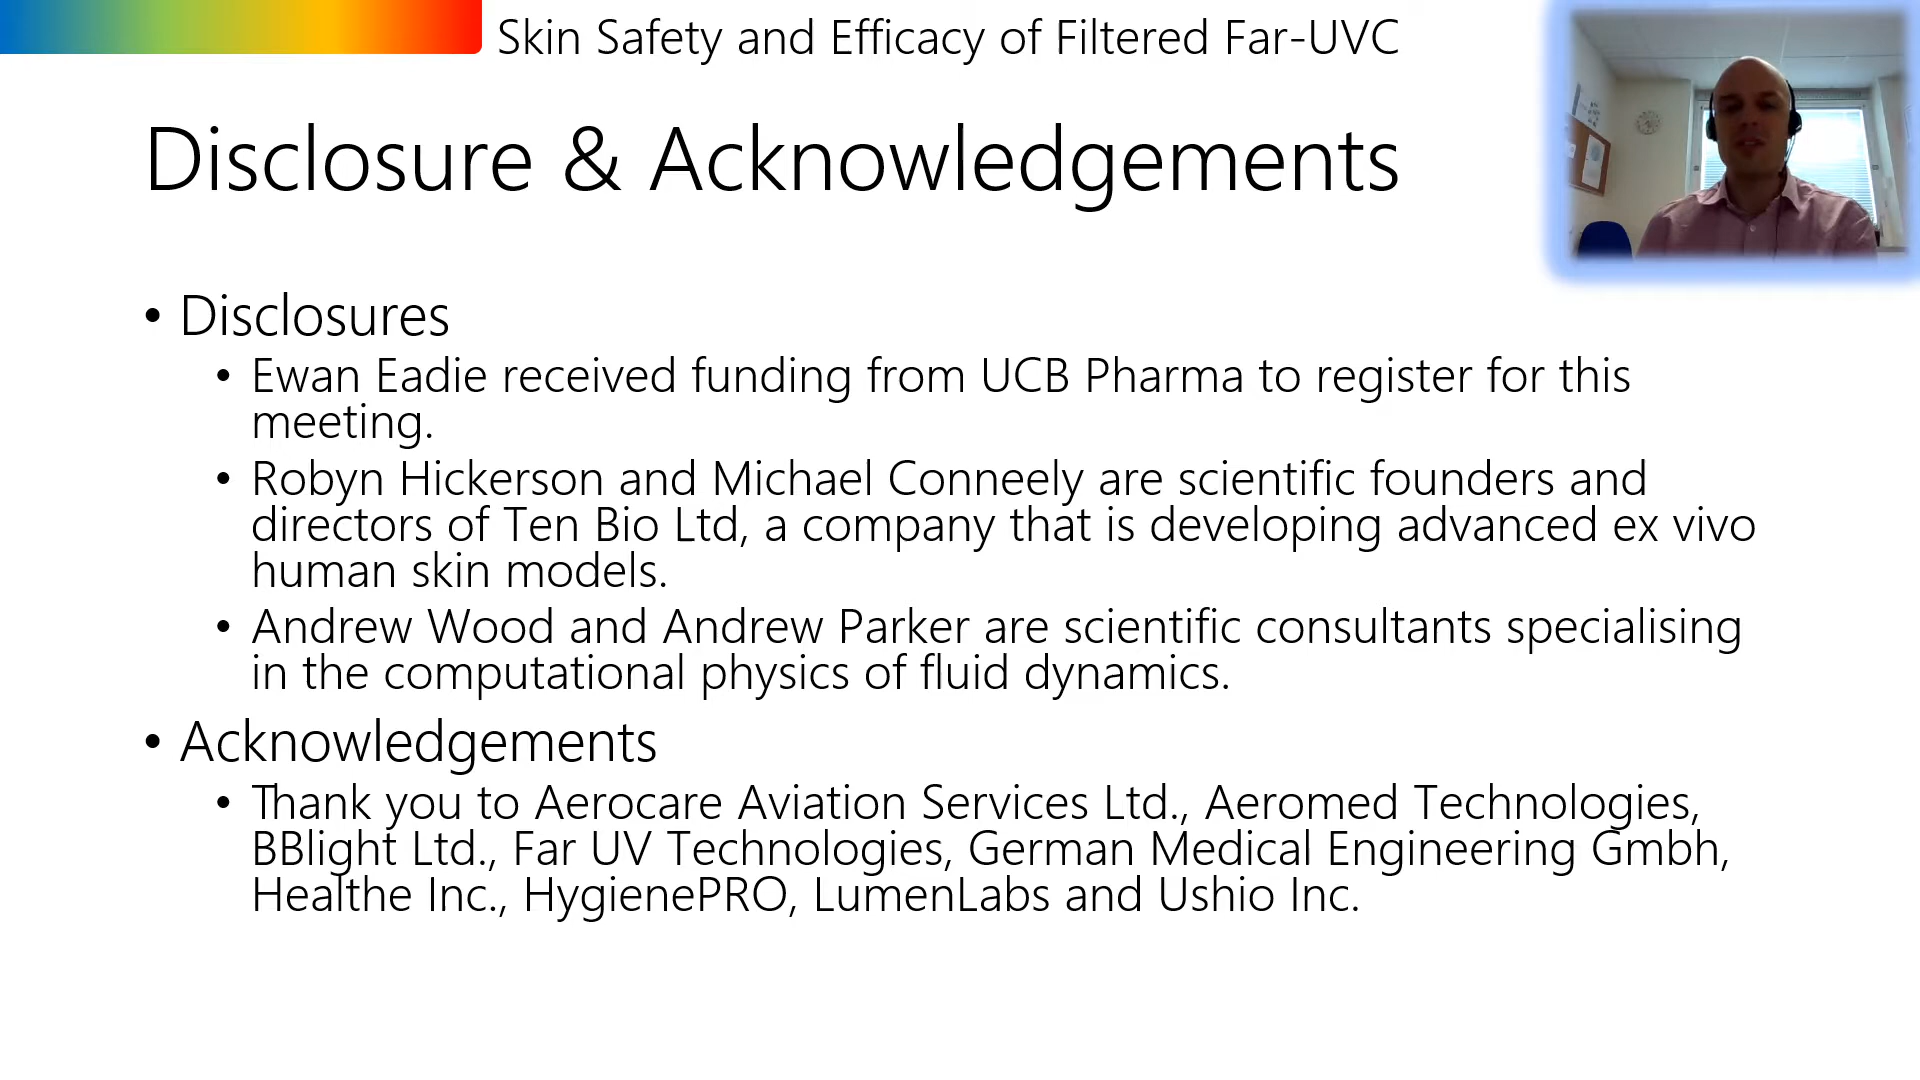 Skin Safety and Efficacy of Filtered Far-UVC
Disclosure & Acknowledgements
• Disclosures
• Ewan Eadie received funding from UCB Pharma to register for this
meeting.
• Robyn Hickerson and Michael Conneely are scientific founders and
directors of Ten Bio Ltd, a company that is developing advanced ex vivo
human skin models.
• Andrew Wood and Andrew Parker are scientific consultants specialising
in the computational physics of fluid dynamics.
• Acknowledgements
• Thank you to Aerocare Aviation Services Ltd., Aeromed Technologies,
BBlight Ltd., Far UV Technologies, German Medical Engineering Gmbh,
Healthe Inc., HygienePRO, LumenLabs and Ushio Inc.